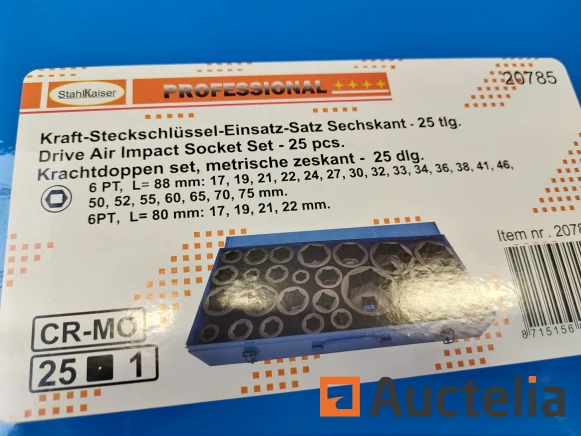 StahlKaiser
PROFESSIONAL ++++
20785
Kraft-Steckschlüssel-Einsatz-Satz Sechskant - 25 tlg.
Drive Air Impact Socket Set - 25 pcs.
Krachtdoppen set, metrische zeskant - 25 dlg.
6 PT, L= 88 mm: 17, 19, 21, 22, 24, 27, 30, 32, 33, 34, 36, 38, 41, 46,
50, 52, 55, 60, 65, 70, 75 mm.
6PT, L= 80 mm: 17, 19, 21, 22 mm.
Item nr. 2078
CR-MO
25 ■ 1
8 715156
Auctelia